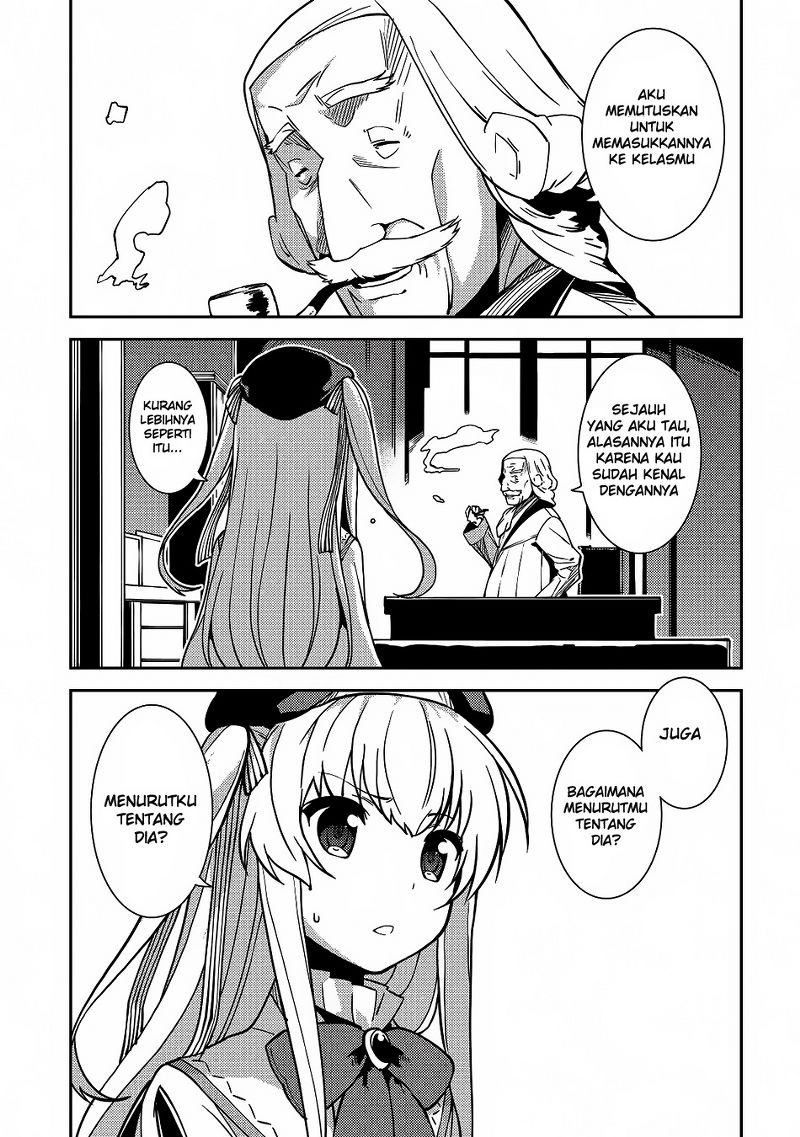 AKU
MEMUTUSKAN
UNTUK
MEMASUKKANNYA
KE KELASMU
SEJAUH
YANG AKU TAU,
ALASANNYA ITU
KARENA KAU
SUDAH KENAL
DENGANNYA
KURANG
LEBIHNYA
SEPERTI
ITU...
JUGA
BAGAIMANA
MENURUTMU
TENTANG
DIA?
MENURUTKU
TENTANG
DIA?